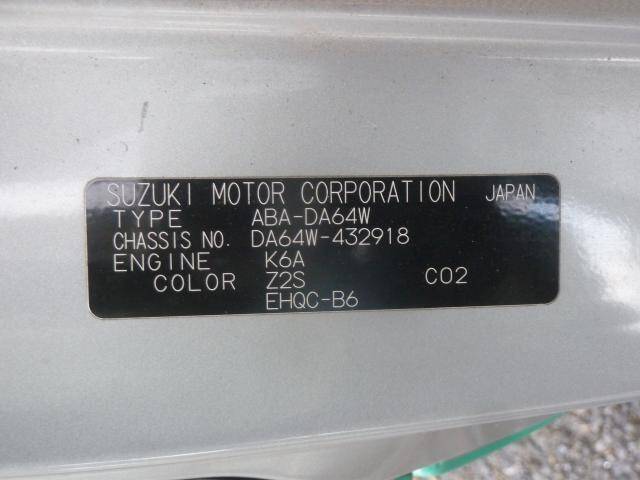 SUZUKI MOTOR CORPORATION JAPAN
TYPE ABA-DA64W
CHASSIS NO. DA64W-432918
ENGINE K6A
COLOR Z2S C02
EHQC-B6